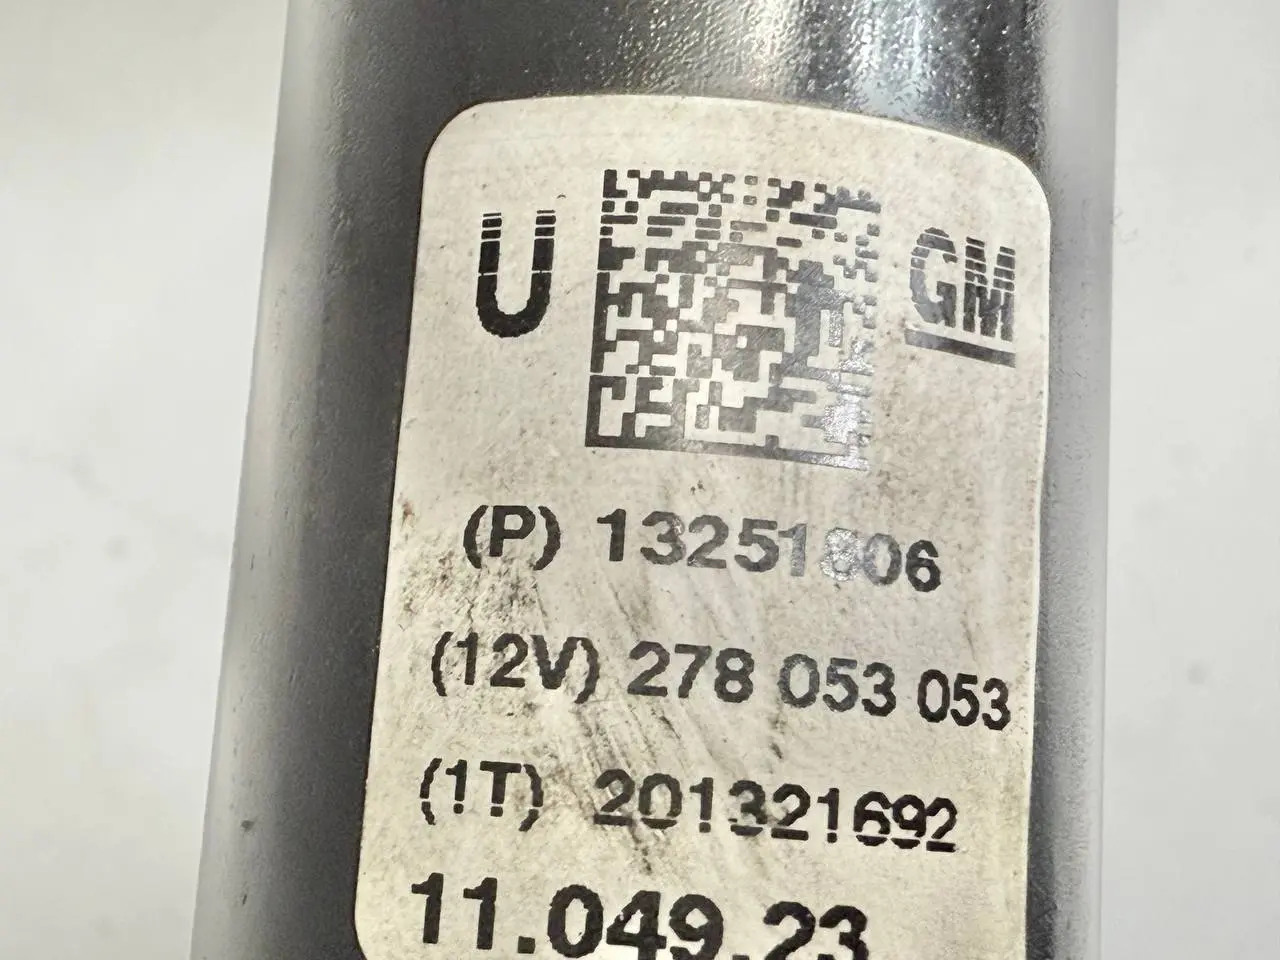 U GM
(P) 13251806
(12V) 278 053 053
(1T) 201321692
11.049.23